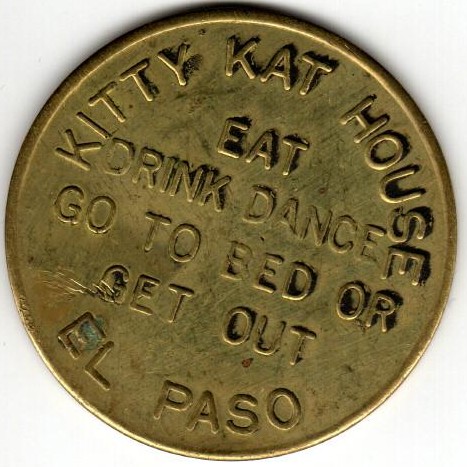 KITTY KAT HOUSE
EAT
DRINK DANCE
GO TO BED OR
GET OUT
EL PASO